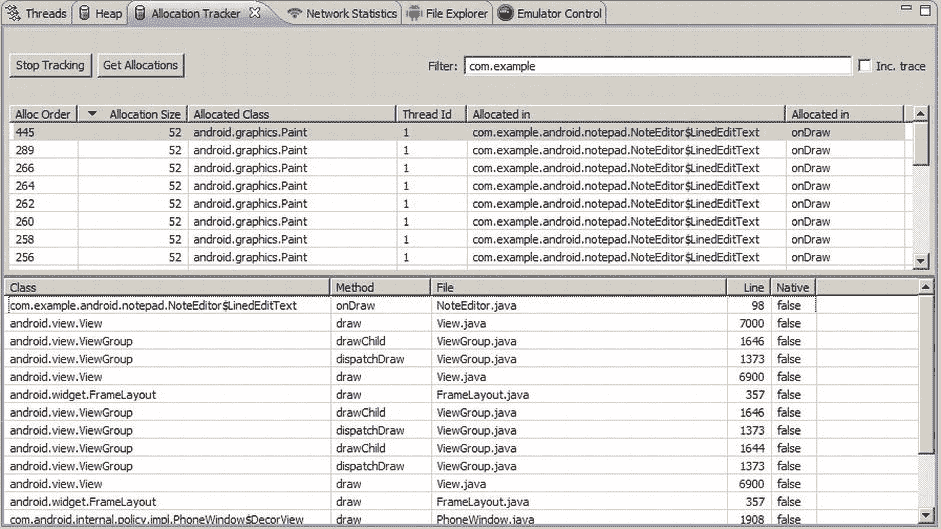 Threads Heap Allocation Tracker Network Statistics File Explorer Emulator Control
Stop Tracking Get Allocations Filter: com.example Inc. trace
Alloc Order Allocation Size Allocated Class Thread Id Allocated in Allocated in
445 52 android.graphics.Paint 1 com.example.android.notepad.NoteEditor$LinedEditText onDraw
289 52 android.graphics.Paint 1 com.example.android.notepad.NoteEditor$LinedEditText onDraw
266 52 android.graphics.Paint 1 com.example.android.notepad.NoteEditor$LinedEditText onDraw
264 52 android.graphics.Paint 1 com.example.android.notepad.NoteEditor$LinedEditText onDraw
262 52 android.graphics.Paint 1 com.example.android.notepad.NoteEditor$LinedEditText onDraw
260 52 android.graphics.Paint 1 com.example.android.notepad.NoteEditor$LinedEditText onDraw
258 52 android.graphics.Paint 1 com.example.android.notepad.NoteEditor$LinedEditText onDraw
256 52 android.graphics.Paint 1 com.example.android.notepad.NoteEditor$LinedEditText onDraw
Class Method File Line Native
com.example.android.notepad.NoteEditor$LinedEditText onDraw NoteEditor.java 98 false
android.view.View draw View.java 7000 false
android.view.ViewGroup drawChild ViewGroup.java 1646 false
android.view.ViewGroup dispatchDraw ViewGroup.java 1373 false
android.view.View draw View.java 6900 false
android.widget.FrameLayout draw FrameLayout.java 357 false
android.view.ViewGroup drawChild ViewGroup.java 1646 false
android.view.ViewGroup dispatchDraw ViewGroup.java 1373 false
android.view.ViewGroup drawChild ViewGroup.java 1644 false
android.view.ViewGroup dispatchDraw ViewGroup.java 1373 false
android.view.View draw View.java 6900 false
android.widget.FrameLayout draw FrameLayout.java 357 false
com.android.internal.policy.impl.PhoneWindow$DecorView draw PhoneWindow.java 1908 false